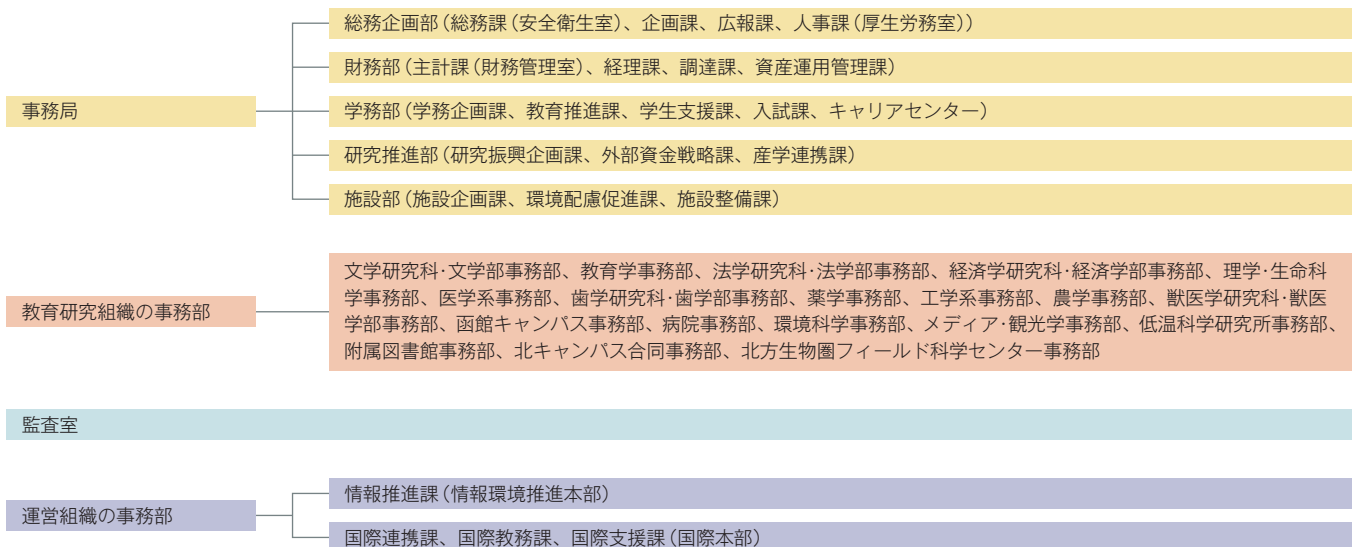 総務企画部(総務課(安全衛生室)、企画課、広報課、人事課(厚生労務室))
財務部(主計課(財務管理室)、経理課、調達課、資産運用管理課)
事務局
学務部(学務企画課、教育推進課、学生支援課、入試課、キャリアセンター)
研究推進部(研究振興企画課、外部資金戦略課、産学連携課)
施設部(施設企画課、環境配慮促進課、施設整備課)
教育研究組織の事務部
文学研究科・文学部事務部、教育学事務部、法学研究科・法学部事務部、経済学研究科・経済学部事務部、理学・生命科
学事務部、医学系事務部、歯学研究科・歯学部事務部、薬学事務部、工学系事務部、農学事務部、獣医学研究科・獣医
学部事務部、函館キャンパス事務部、病院事務部、環境科学事務部、メディア・観光学事務部、低温科学研究所事務部、
附属図書館事務部、北キャンパス合同事務部、北方生物圏フィールド科学センター事務部
監査室
運営組織の事務部
情報推進課(情報環境推進本部)
国際連携課、国際教務課、国際支援課(国際本部)